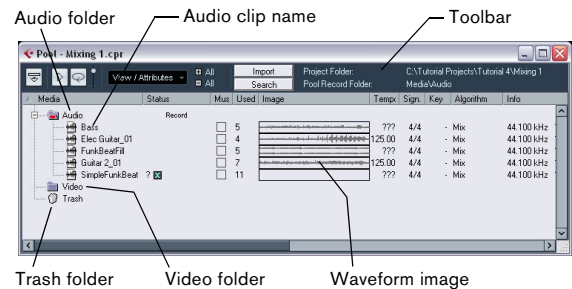 Audio folder
Audio clip name
Toolbar
Pool - Mixing 1.cpr
View / Attributes
All
All
Import
Search
Project Folder: C:\Tutorial Projects\Tutorial 4\Mixing 1
Pool Record Folder: Media\Audio
Media Status Mus Used Image Tempo Sign. Key Algorithm Info
Audio Record
Bass 5 ??? 4/4 - Mix 44.100 kHz
Elec Guitar_01 4 125.00 4/4 - Mix 44.100 kHz
FunkBeatFill 5 ??? 4/4 - Mix 44.100 kHz
Guitar 2_01 7 125.00 4/4 - Mix 44.100 kHz
SimpleFunkBeat ? X 11 ??? 4/4 - Mix 44.100 kHz
Video
Trash
Trash folder
Video folder
Waveform image